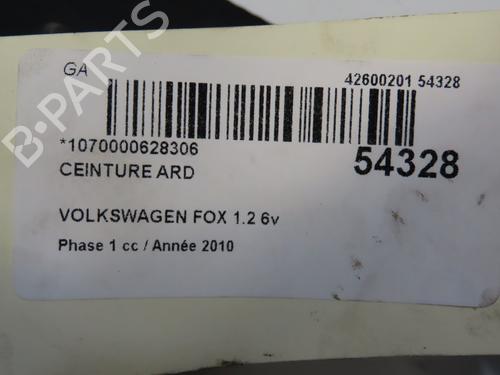 GA
42600201 54328
*1070000628306
54328
CEINTURE ARD
VOLKSWAGEN FOX 1.2 6v
Phase 1 cc / Année 2010
B-PARTS